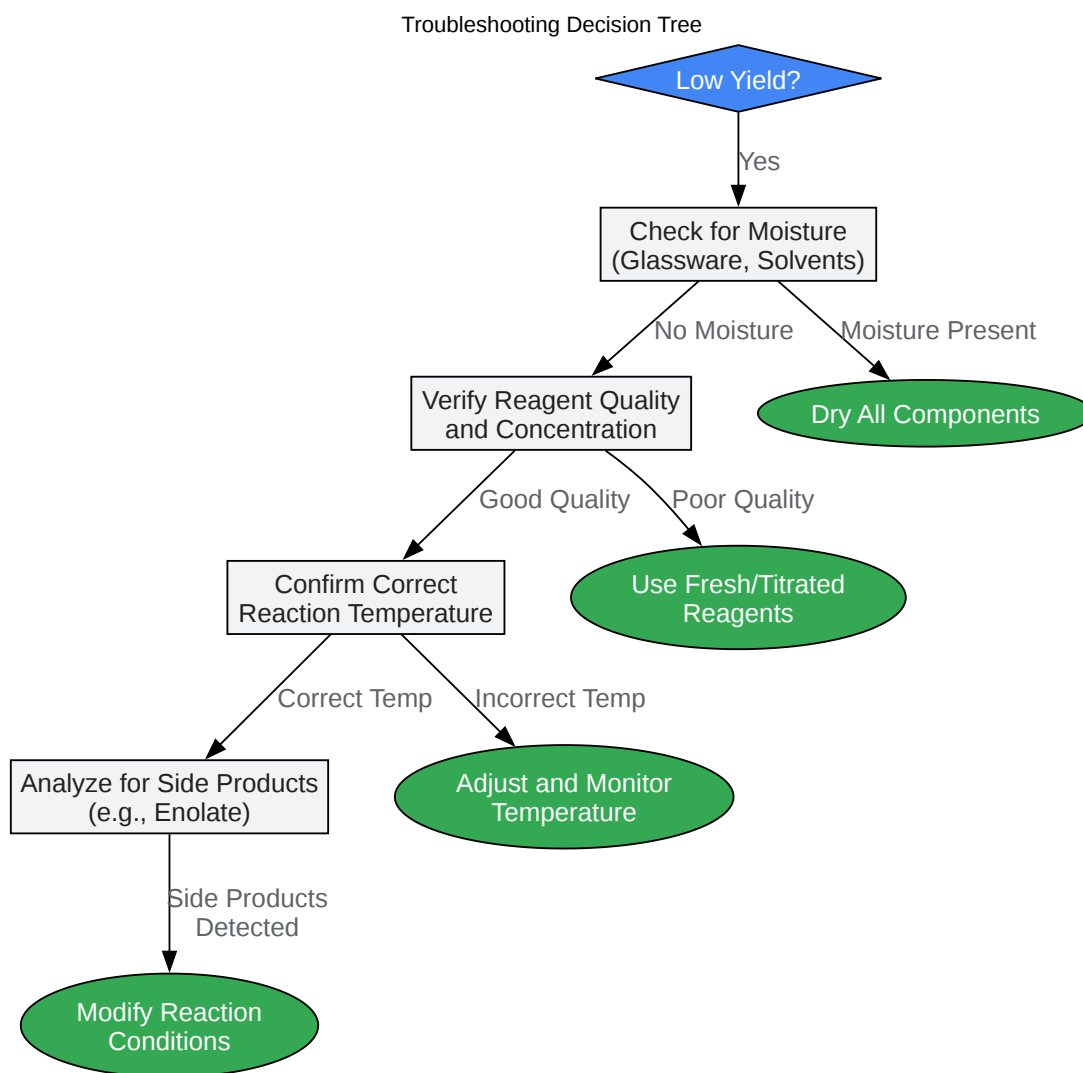 Troubleshooting Decision Tree
Low Yield?
Yes
Check for Moisture
(Glassware, Solvents)
No Moisture
Moisture Present
Verify Reagent Quality
and Concentration
Dry All Components
Good Quality
Poor Quality
Confirm Correct
Reaction Temperature
Use Fresh/Titrated
Reagents
Correct Temp
Incorrect Temp
Analyze for Side Products
(e.g., Enolate)
Adjust and Monitor
Temperature
Side Products
Detected
Modify Reaction
Conditions